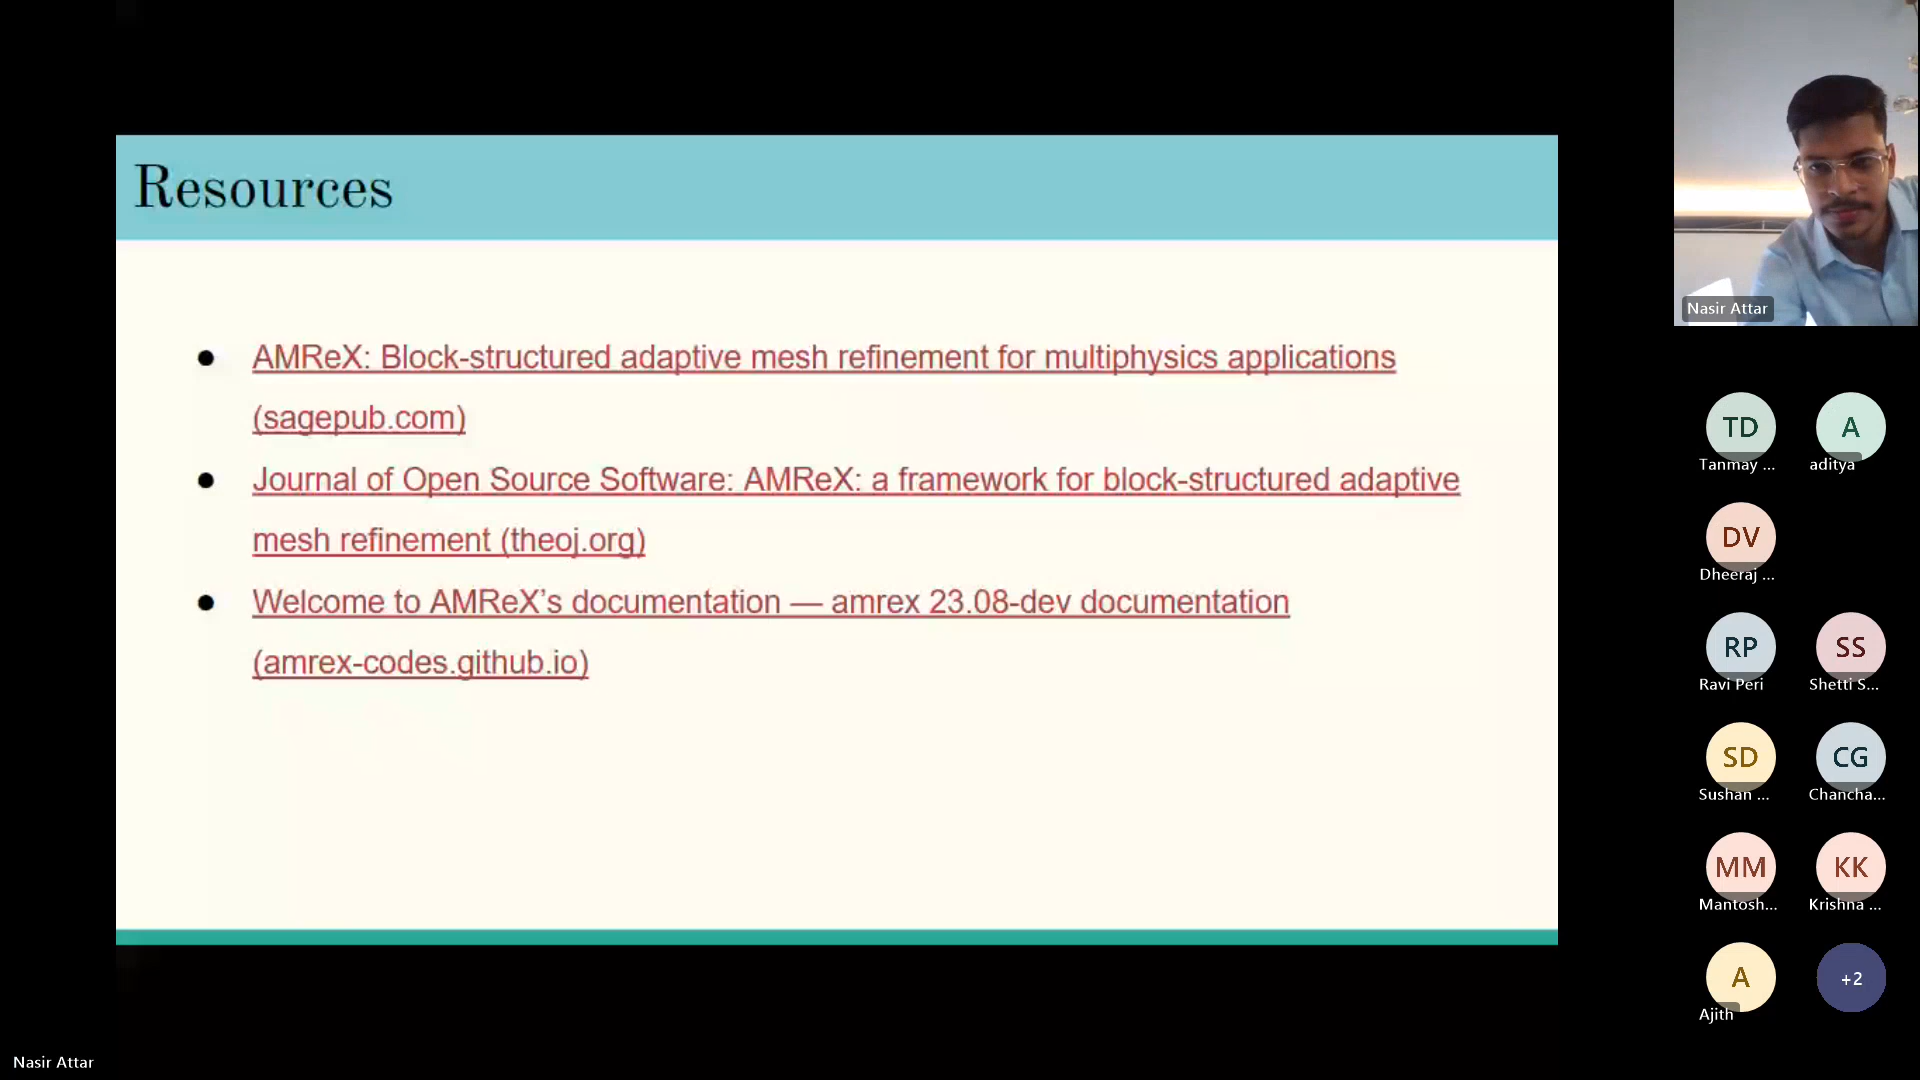 Resources
AMReX: Block-structured adaptive mesh refinement for multiphysics applications
(sagepub.com)
Journal of Open Source Software: AMReX: a framework for block-structured adaptive
mesh refinement (theoj.org)
Welcome to AMReX’s documentation — amrex 23.08-dev documentation
(amrex-codes.github.io)
Nasir Attar
TD
A
Tanmay ...
aditya
DV
Dheeraj ...
RP
SS
Ravi Peri
Shetti S...
SD
CG
Sushan ...
Chancha...
MM
KK
Mantosh...
Krishna ...
A
+2
Ajith
Nasir Attar